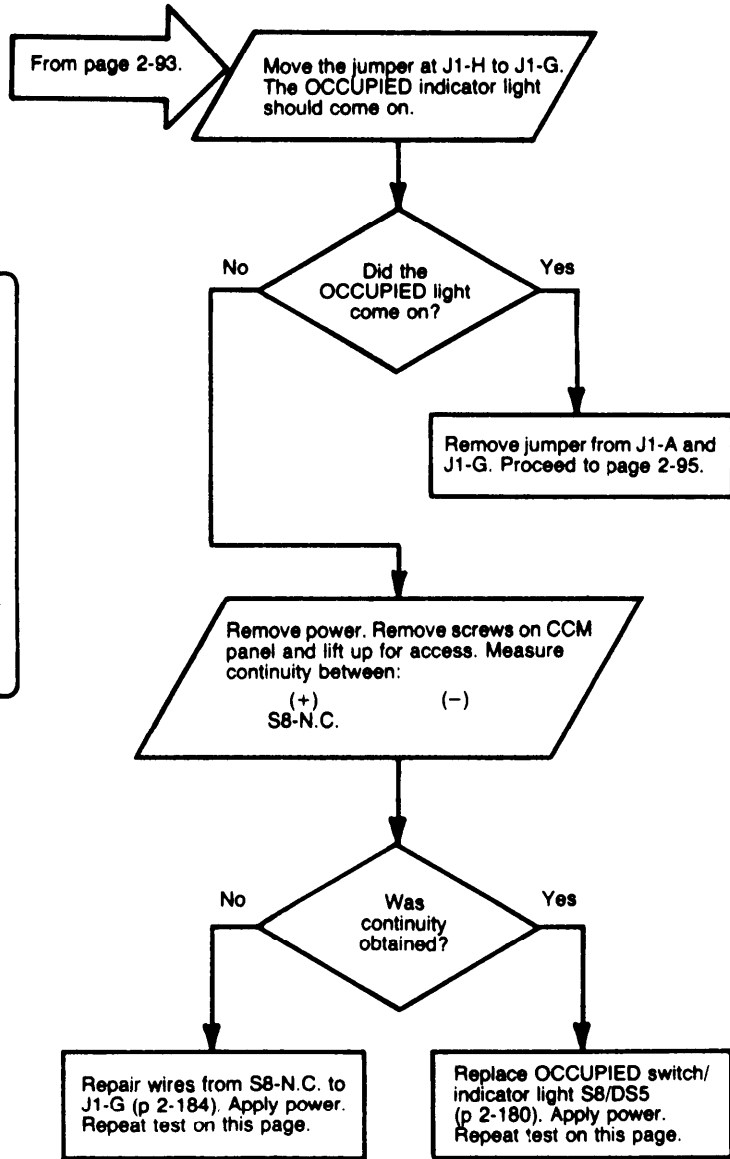 From page 2-93.
Move the jumper at J1-H to J1-G.
The OCCUPIED indicator light
should come on.
No
Did the
OCCUPIED light
come on?
Yes
Remove jumper from J1-A and
J1-G. Proceed to page 2-95.
Remove power. Remove screws on CCM
panel and lift up for access. Measure
continuity between:
(+) (−)
S8-N.C.
No
Was
continuity
obtained?
Yes
Repair wires from S8-N.C. to
J1-G (p 2-184). Apply power.
Repeat test on this page.
Replace OCCUPIED switch/
indicator light S8/DS5
(p 2-180). Apply power.
Repeat test on this page.